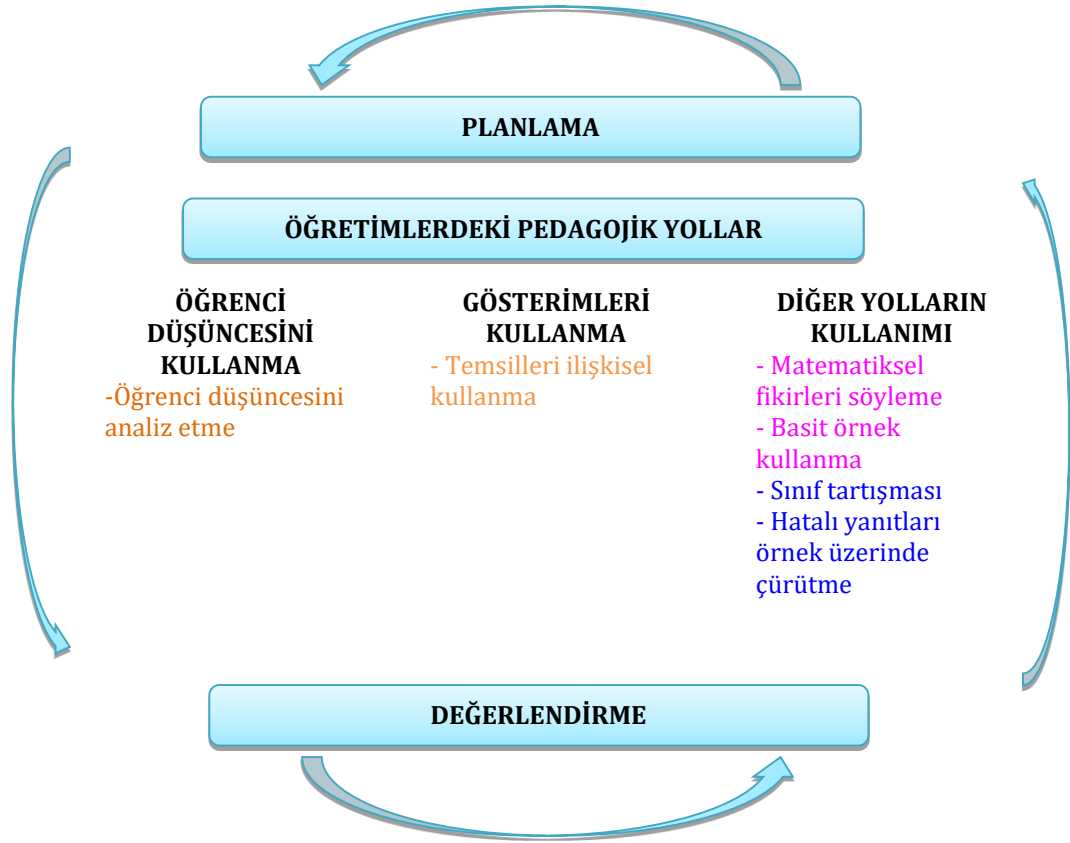 PLANLAMA
ÖĞRETİMLERDEKİ PEDAGOJİK YOLLAR
ÖĞRENCİ
DÜŞÜNCESİNİ
KULLANMA
-Öğrenci düşüncesini
analiz etme
GÖSTERİMLERİ
KULLANMA
- Temsilleri ilişkisel
kullanma
DİĞER YOLLARIN
KULLANIMI
- Matematiksel
fikirleri söyleme
- Basit örnek
kullanma
- Sınıf tartışması
- Hatalı yanıtları
örnek üzerinde
çürütme
DEĞERLENDİRME